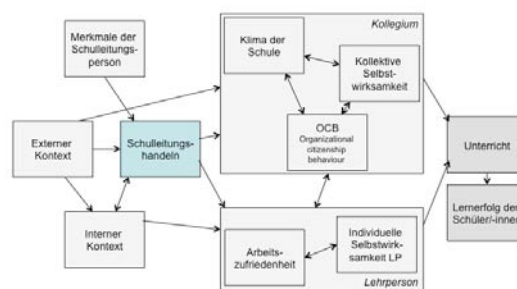 Kollegium
Merkmale der
Schulleitungs-
person
Klima der
Schule
Kollektive
Selbst-
wirksamkeit
OCB
Organizational
citizenship
behaviour
Externer
Kontext
Schulleitungs-
handeln
Unterricht
Lernerfolg der
Schüler/-innen
Interner
Kontext
Arbeits-
zufriedenheit
Individuelle
Selbstwirk-
samkeit LP
Lehrperson